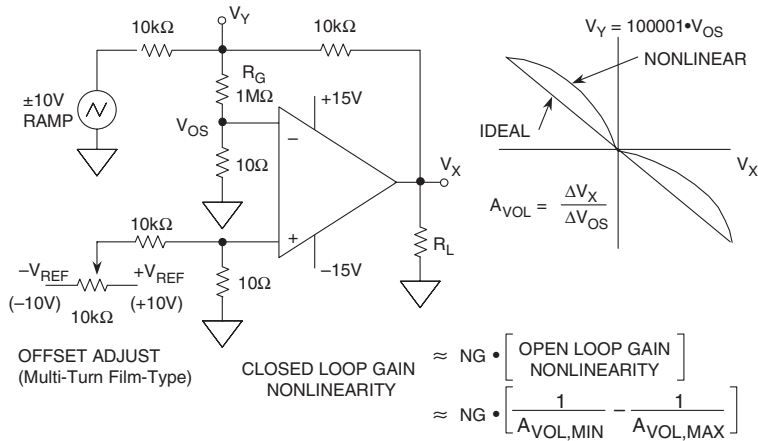 V_Y
10kΩ
10kΩ
R_G
1MΩ
±10V
RAMP
V_OS
10Ω
+15V
–
+
–15V
V_X
R_L
10kΩ
10Ω
–V_REF
(–10V)
+V_REF
(+10V)
10kΩ
OFFSET ADJUST
(Multi-Turn Film-Type)
V_Y = 100001•V_OS
NONLINEAR
IDEAL
V_X
A_VOL = ΔV_X / ΔV_OS
CLOSED LOOP GAIN
NONLINEARITY
≈ NG • [ OPEN LOOP GAIN
NONLINEARITY ]
≈ NG • [ 1 / A_VOL,MIN – 1 / A_VOL,MAX ]